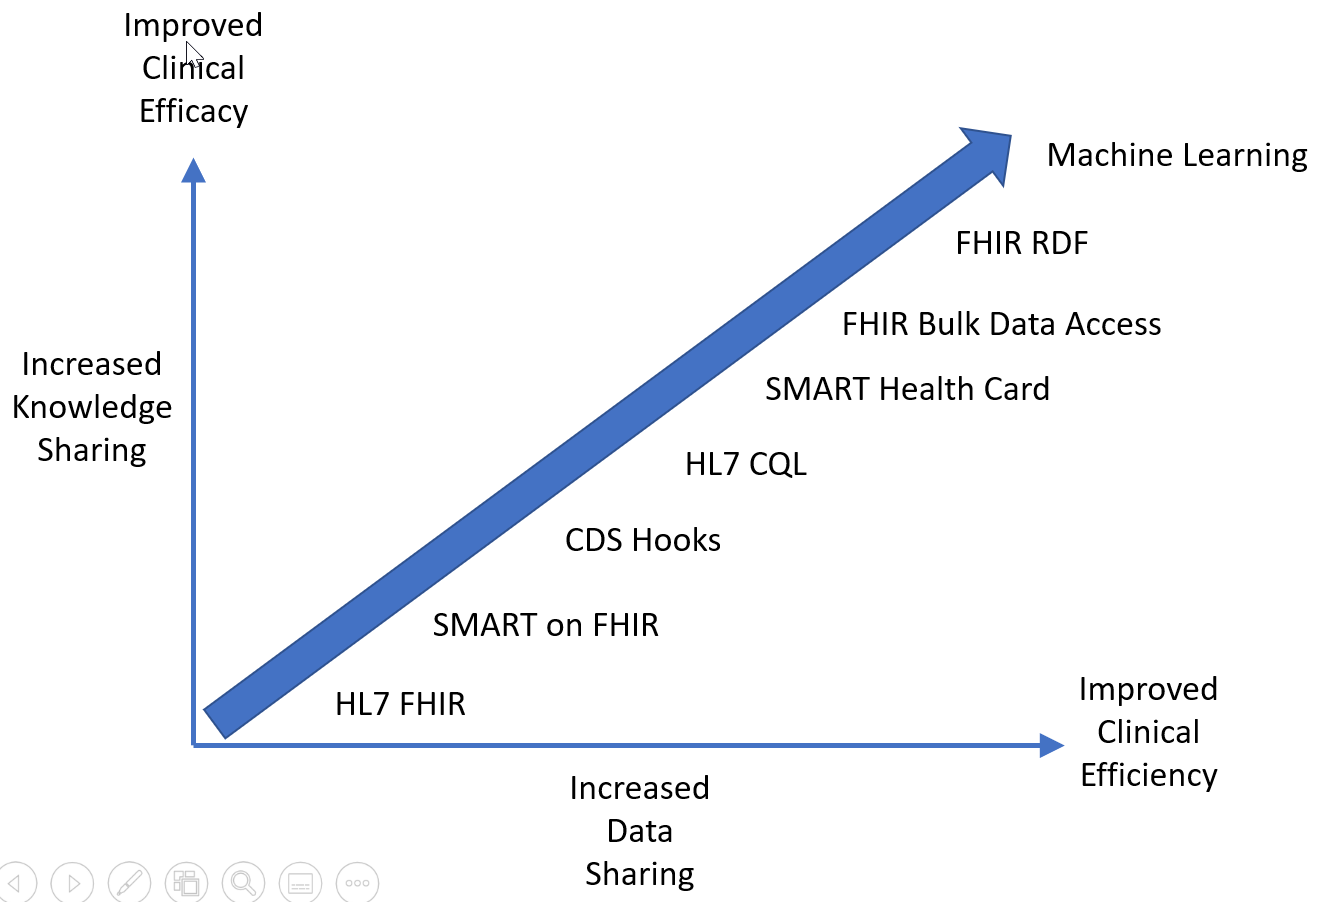 Improved
Clinical
Efficacy
Machine Learning
FHIR RDF
FHIR Bulk Data Access
Increased
Knowledge
Sharing
SMART Health Card
HL7 CQL
CDS Hooks
SMART on FHIR
HL7 FHIR
Improved
Clinical
Efficiency
Increased
Data
Sharing